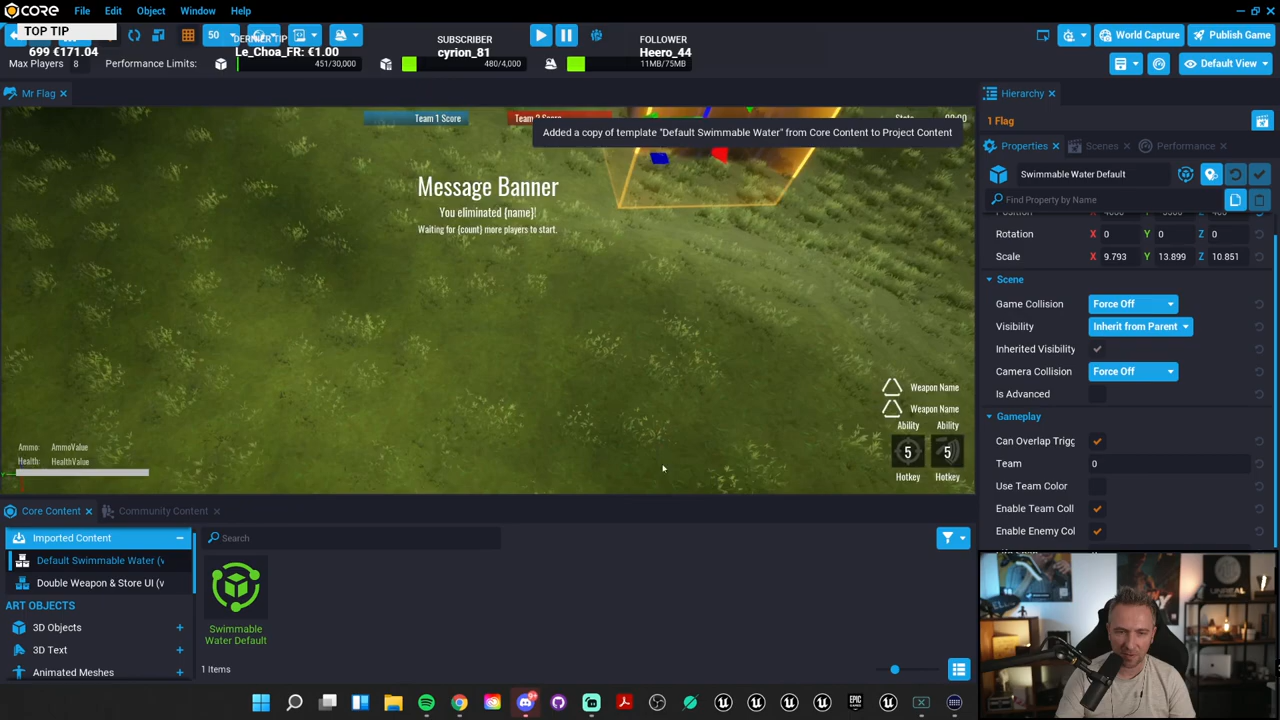 CORE File Edit Object Window Help
TOP TIP
50
699 €171.04
DERNIER TIP
Le_Choa_FR: €1.00
SUBSCRIBER
cyrion_81
FOLLOWER
Heero_44
World Capture
Publish Game
Max Players 8 Performance Limits: 451/30,000 480/4,000 11MB/75MB
Default View
Mr Flag
Hierarchy
Team 1 Score
Added a copy of template "Default Swimmable Water" from Core Content to Project Content
1 Flag
Properties Scenes Performance
Swimmable Water Default
Find Property by Name
Message Banner
You eliminated {name}!
Waiting for {count} more players to start.
Rotation X 0 Y 0 Z 0
Scale X 9.793 Y 13.899 Z 10.851
Scene
Game Collision Force Off
Visibility Inherit from Parent
Inherited Visibility
Camera Collision Force Off
Is Advanced
Gameplay
Can Overlap Trigg
Team 0
Use Team Color
Enable Team Coll
Enable Enemy Col
Weapon Name
Weapon Name
Ability Ability
5 5
Hotkey Hotkey
Ammo: AmmoValue
Health: HealthValue
Core Content Community Content
Imported Content
Search
Default Swimmable Water (v
Double Weapon & Store UI (v
ART OBJECTS
3D Objects
3D Text
Animated Meshes
Swimmable
Water Default
1 Items